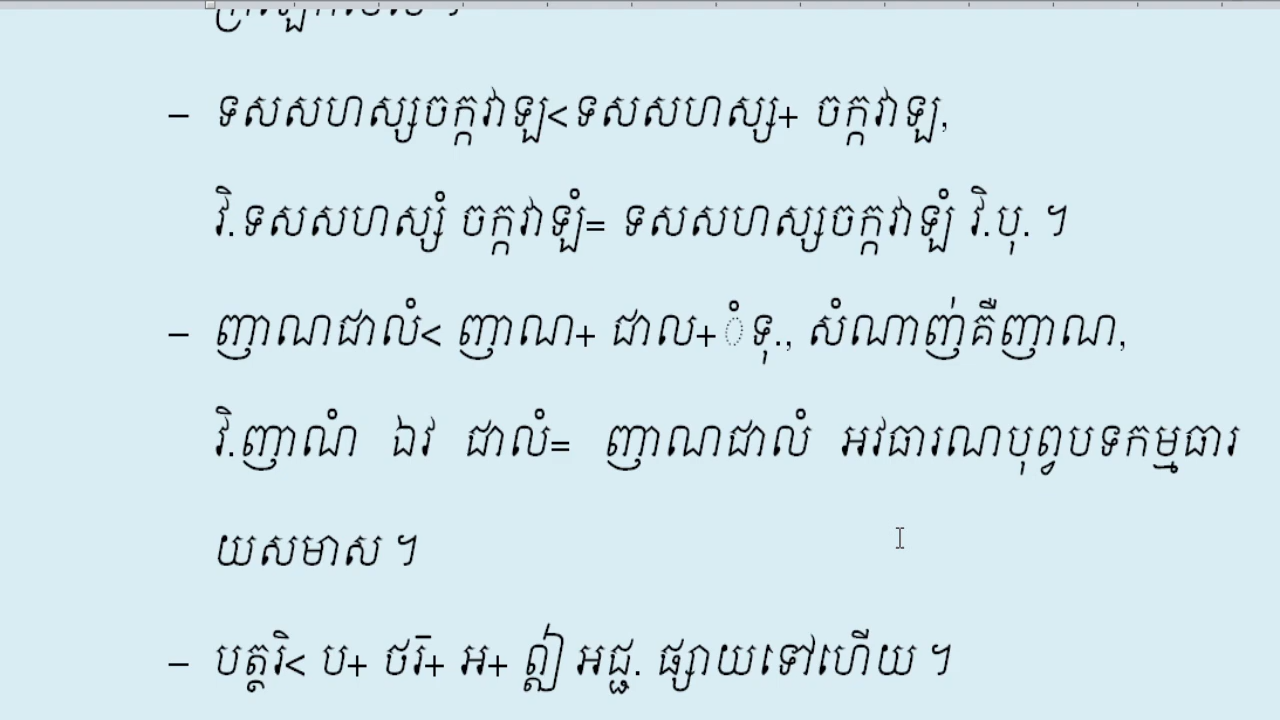 – ទសសហស្សចក្កវាឡ<ទសសហស្ស+ ចក្កវាឡ,
វិ.ទសសហស្សំ ចក្កវាឡំ= ទសសហស្សចក្កវាឡំ វិ.បុ. ។
– ញាណជាលំ< ញាណ+ ជាល+ំទុ., សំណាញ់គឺញាណ,
វិ.ញាណំ ឯវ ជាលំ= ញាណជាលំ អវធារណបុព្វបទកម្មធារ
យសមាស ។
– បត្ថរិ< ប+ ថរ៑+ អ+ ឦ អជ្ជ. ផ្សាយទៅហើយ ។